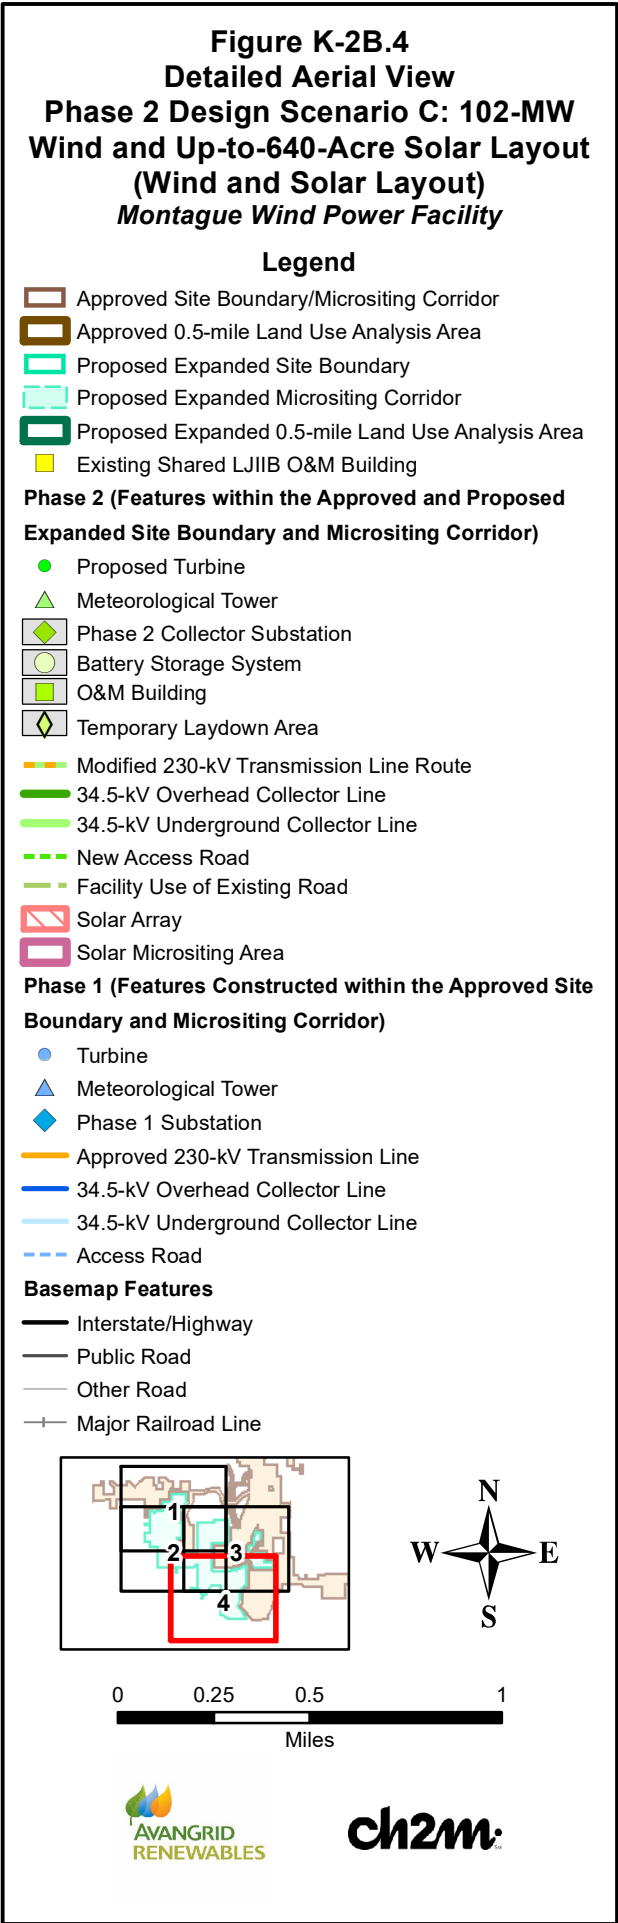 Figure K-2B.4
Detailed Aerial View
Phase 2 Design Scenario C: 102-MW
Wind and Up-to-640-Acre Solar Layout
(Wind and Solar Layout)
Montague Wind Power Facility
Legend
Approved Site Boundary/Micrositing Corridor
Approved 0.5-mile Land Use Analysis Area
Proposed Expanded Site Boundary
Proposed Expanded Micrositing Corridor
Proposed Expanded 0.5-mile Land Use Analysis Area
Existing Shared LJIIB O&M Building
Phase 2 (Features within the Approved and Proposed
Expanded Site Boundary and Micrositing Corridor)
Proposed Turbine
Meteorological Tower
Phase 2 Collector Substation
Battery Storage System
O&M Building
Temporary Laydown Area
Modified 230-kV Transmission Line Route
34.5-kV Overhead Collector Line
34.5-kV Underground Collector Line
New Access Road
Facility Use of Existing Road
Solar Array
Solar Micrositing Area
Phase 1 (Features Constructed within the Approved Site
Boundary and Micrositing Corridor)
Turbine
Meteorological Tower
Phase 1 Substation
Approved 230-kV Transmission Line
34.5-kV Overhead Collector Line
34.5-kV Underground Collector Line
Access Road
Basemap Features
Interstate/Highway
Public Road
Other Road
Major Railroad Line
1
2 3
4
N
W E
S
0 0.25 0.5 1
Miles
AVANGRID
RENEWABLES
ch2m: